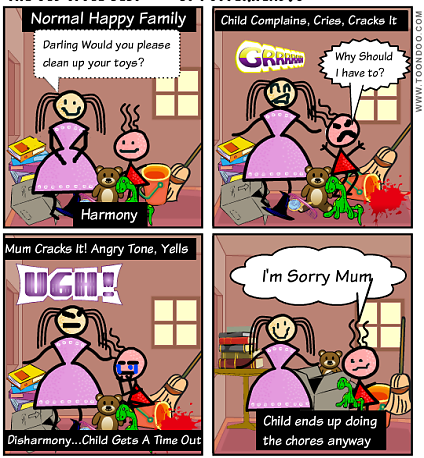 Normal Happy Family
Darling Would you please
clean up your toys?
Harmony
Child Complains, Cries, Cracks It
GRRRRRR
Why Should
I have to?
WWW.TOONDOO.COM
Mum Cracks It! Angry Tone, Yells
UGH!
Disharmony...Child Gets A Time Out
I'm Sorry Mum
Child ends up doing
the chores anyway